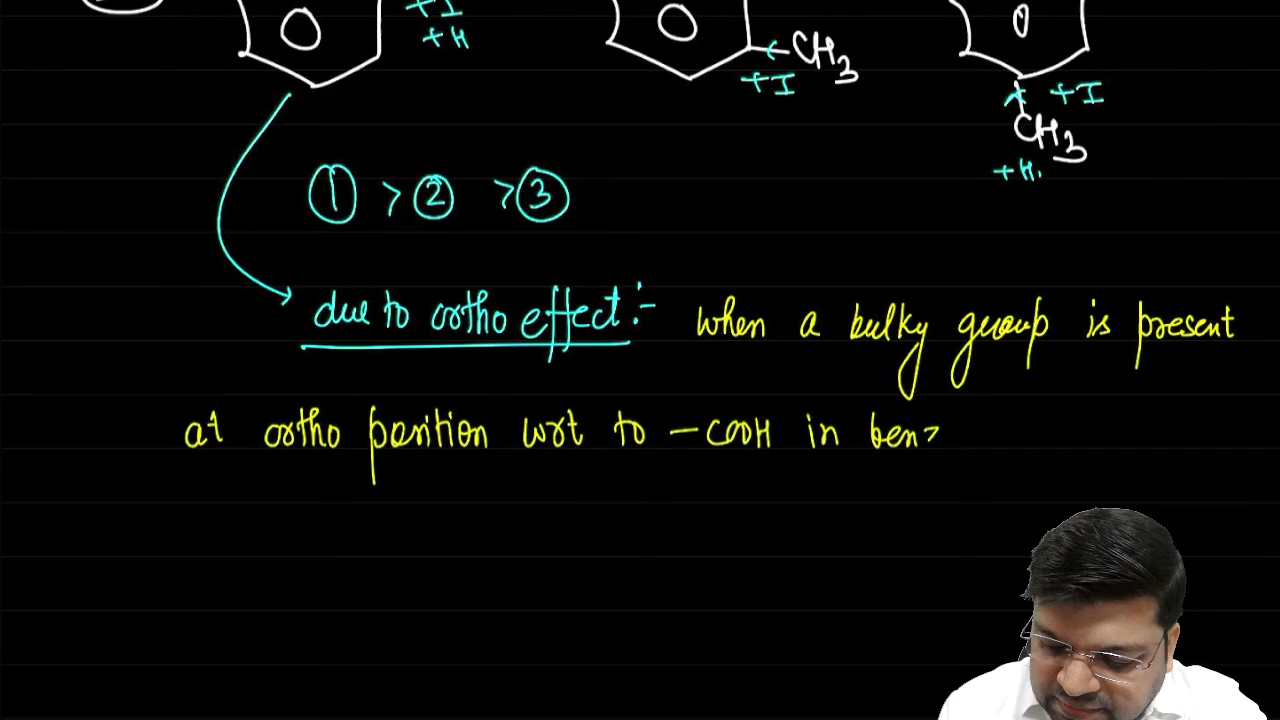 +I
+H
CH3
+I
+I
CH3
+H.
① > ② > ③
due to ortho effect :- when a bulky group is present
at ortho position wrt to - COOH in benz